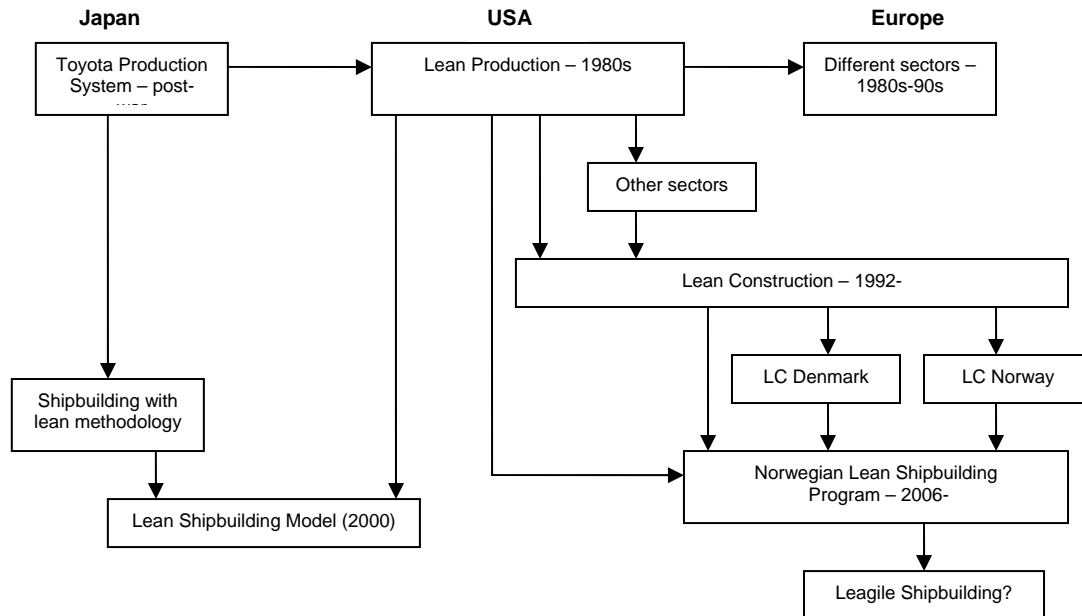 Japan
USA
Europe
Toyota Production
System – post-
Lean Production – 1980s
Different sectors –
1980s-90s
Other sectors
Lean Construction – 1992-
LC Denmark
LC Norway
Shipbuilding with
lean methodology
Norwegian Lean Shipbuilding
Program – 2006-
Lean Shipbuilding Model (2000)
Leagile Shipbuilding?